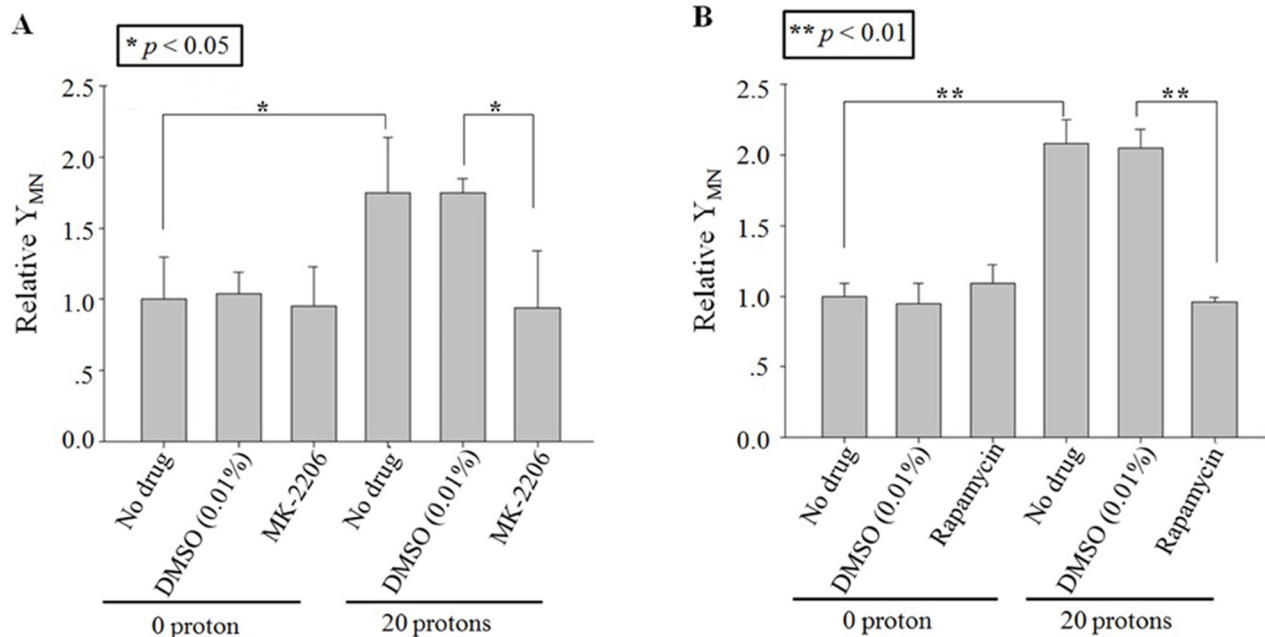 A
* p < 0.05
2.5
2.0
1.5
1.0
.5
0.0
Relative YMN
*
*
No drug
DMSO (0.01%)
MK-2206
No drug
DMSO (0.01%)
MK-2206
0 proton
20 protons
B
** p < 0.01
2.5
2.0
1.5
1.0
.5
0.0
Relative YMN
**
**
No drug
DMSO (0.01%)
Rapamycin
No drug
DMSO (0.01%)
Rapamycin
0 proton
20 protons